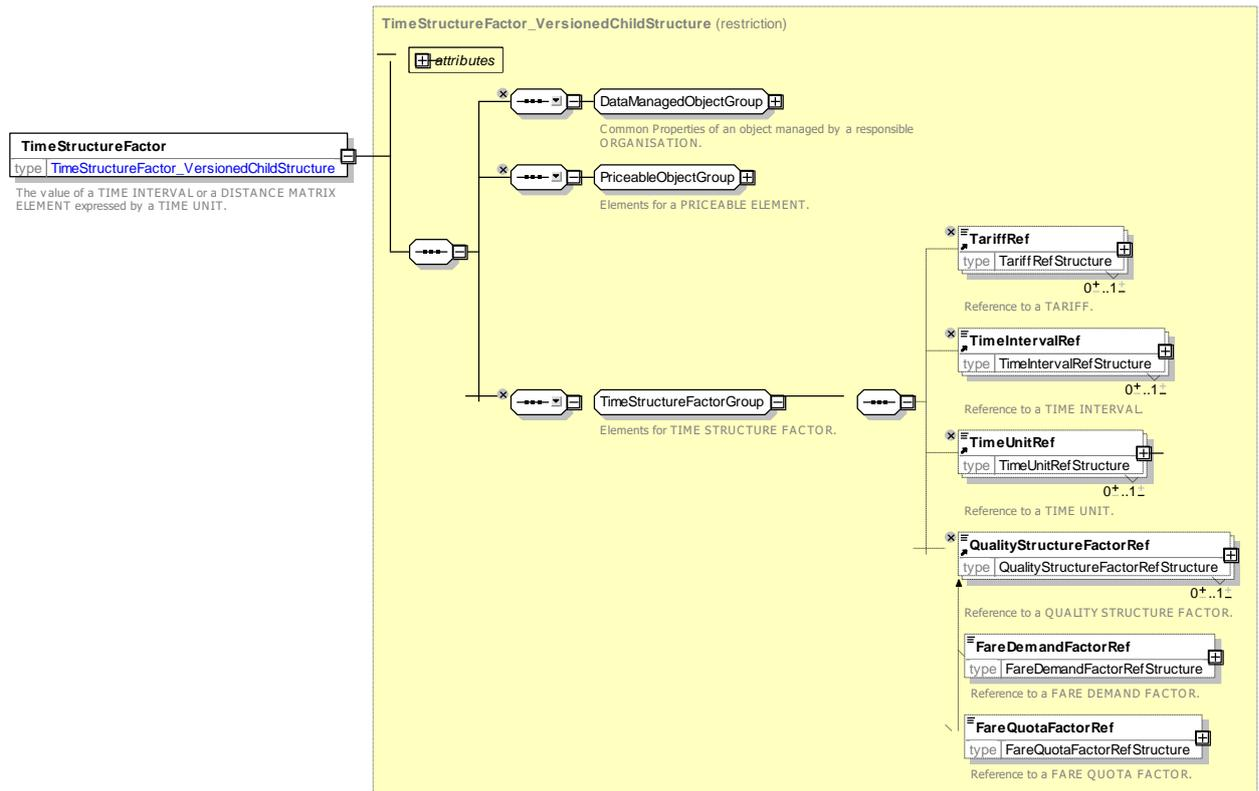 TimeStructureFactor_VersionedChildStructure (restriction)
attributes
DataManagedObjectGroup
Common Properties of an object managed by a responsible
ORGANISATION.
TimeStructureFactor
type TimeStructureFactor_VersionedChildStructure
The value of a TIME INTERVAL or a DISTANCE MATRIX
ELEMENT expressed by a TIME UNIT.
PriceableObjectGroup
Elements for a PRICEABLE ELEMENT.
TariffRef
type TariffRefStructure
0..1
Reference to a TARIFF.
TimeIntervalRef
type TimeIntervalRefStructure
0..1
Reference to a TIME INTERVAL.
TimeStructureFactorGroup
Elements for TIME STRUCTURE FACTOR.
TimeUnitRef
type TimeUnitRefStructure
0..1
Reference to a TIME UNIT.
QualityStructureFactorRef
type QualityStructureFactorRefStructure
0..1
Reference to a QUALITY STRUCTURE FACTOR.
FareDemandFactorRef
type FareDemandFactorRefStructure
Reference to a FARE DEMAND FACTOR.
FareQuotaFactorRef
type FareQuotaFactorRefStructure
Reference to a FARE QUOTA FACTOR.